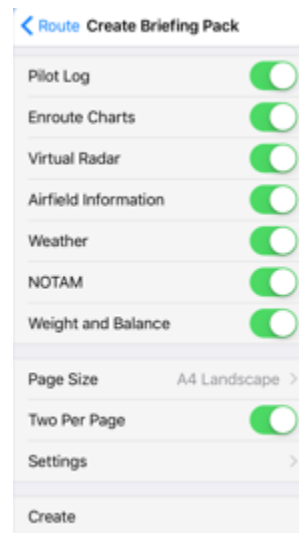 Route Create Briefing Pack
Pilot Log
Enroute Charts
Virtual Radar
Airfield Information
Weather
NOTAM
Weight and Balance
Page Size A4 Landscape
Two Per Page
Settings
Create